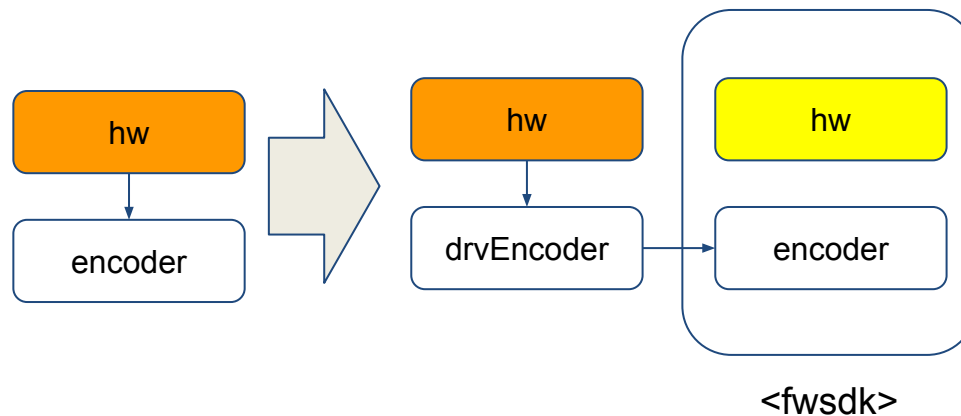 hw
encoder
hw
drvEncoder
hw
encoder
<fwsdk>